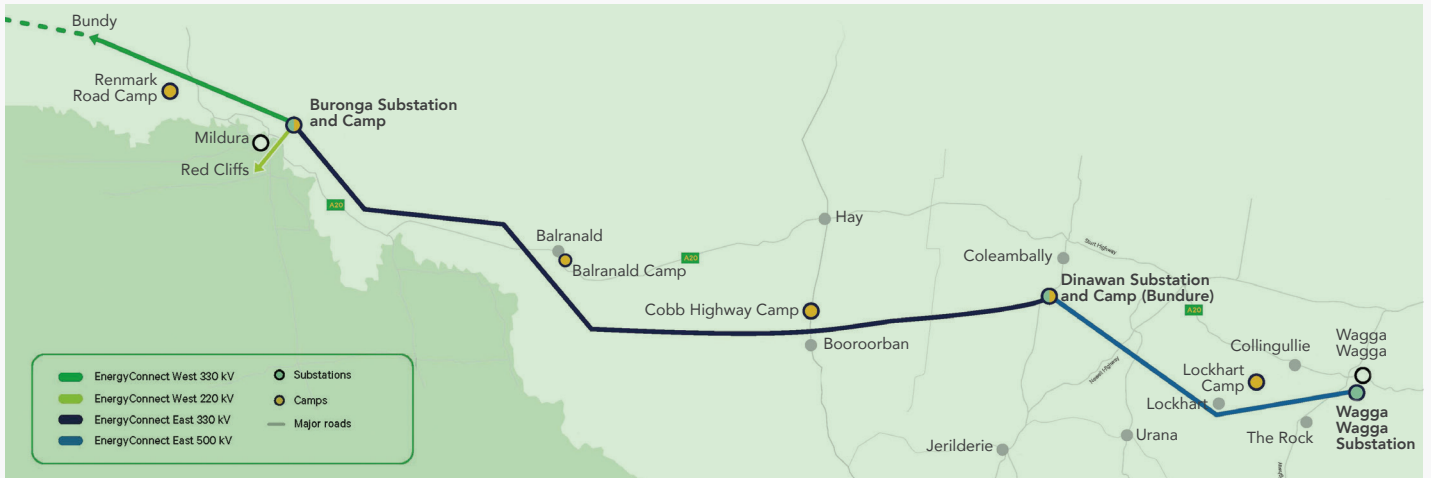 Bundy
Renmark
Road Camp
Buronga Substation
and Camp
Mildura
Red Cliffs
A20
Balranald
Balranald Camp
A20
Hay
Cobb Highway Camp
Booroorban
Coleambally
Sturt Highway
Dinawan Substation
and Camp (Bundure)
A20
Newell Highway
Collingullie
Wagga
Wagga
Lockhart
Camp
Lockhart
Wagga
Wagga
Substation
The Rock
Urana
Jerilderie
Highway
EnergyConnect West 330 kV
EnergyConnect West 220 kV
EnergyConnect East 330 kV
EnergyConnect East 500 kV
Substations
Camps
Major roads